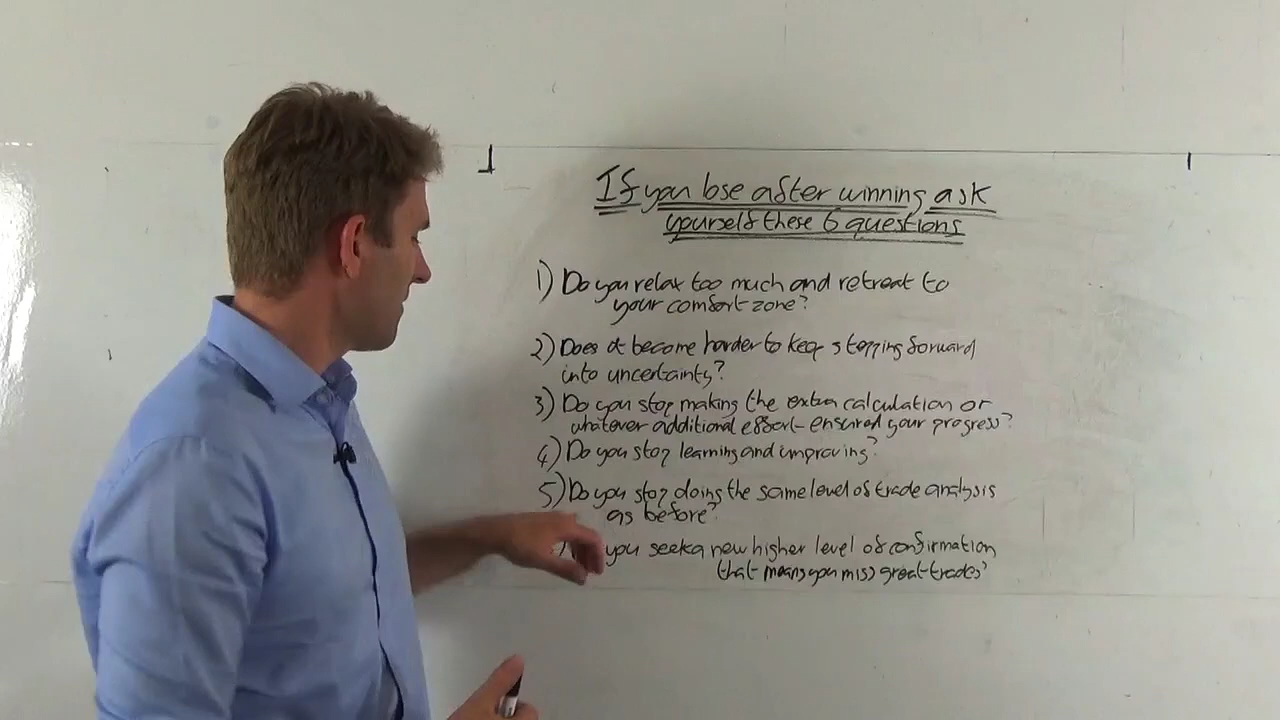 If you lose after winning ask
yourself these 6 questions
1) Do you relax too much and retreat to
your comfort zone?
2) Does it become harder to keep stepping forward
into uncertainty?
3) Do you stop making the extra calculation or
whatever additional effort ensured your progress?
4) Do you stop learning and improving?
5) Do you stop doing the same level of trade analysis
as before?
you seek a new higher level of confirmation
that means you miss great trades?